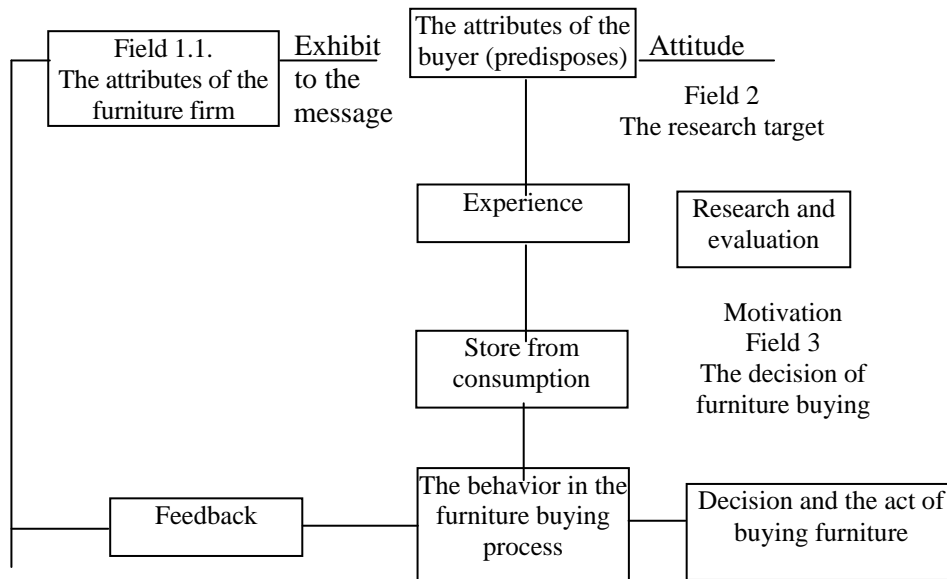 Field 1.1.
The attributes of the
furniture firm
Exhibit
to the
message
The attributes of the
buyer (predisposes)
Attitude
Field 2
The research target
Experience
Research and
evaluation
Motivation
Field 3
The decision of
furniture buying
Store from
consumption
Feedback
The behavior in the
furniture buying
process
Decision and the act of
buying furniture